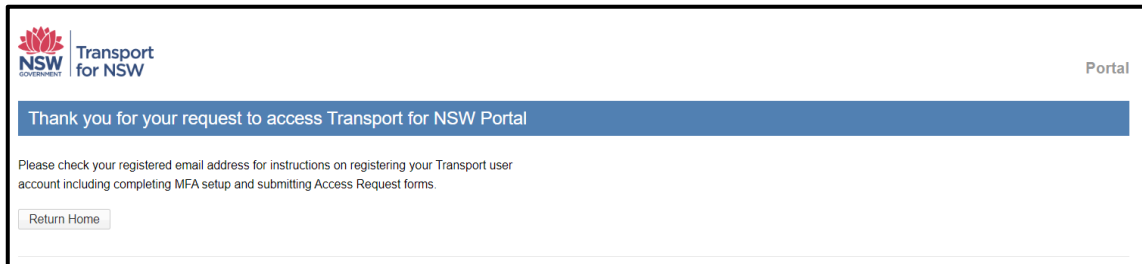 NSW
GOVERNMENT
Transport
for NSW
Portal
Thank you for your request to access Transport for NSW Portal
Please check your registered email address for instructions on registering your Transport user
account including completing MFA setup and submitting Access Request forms.
Return Home